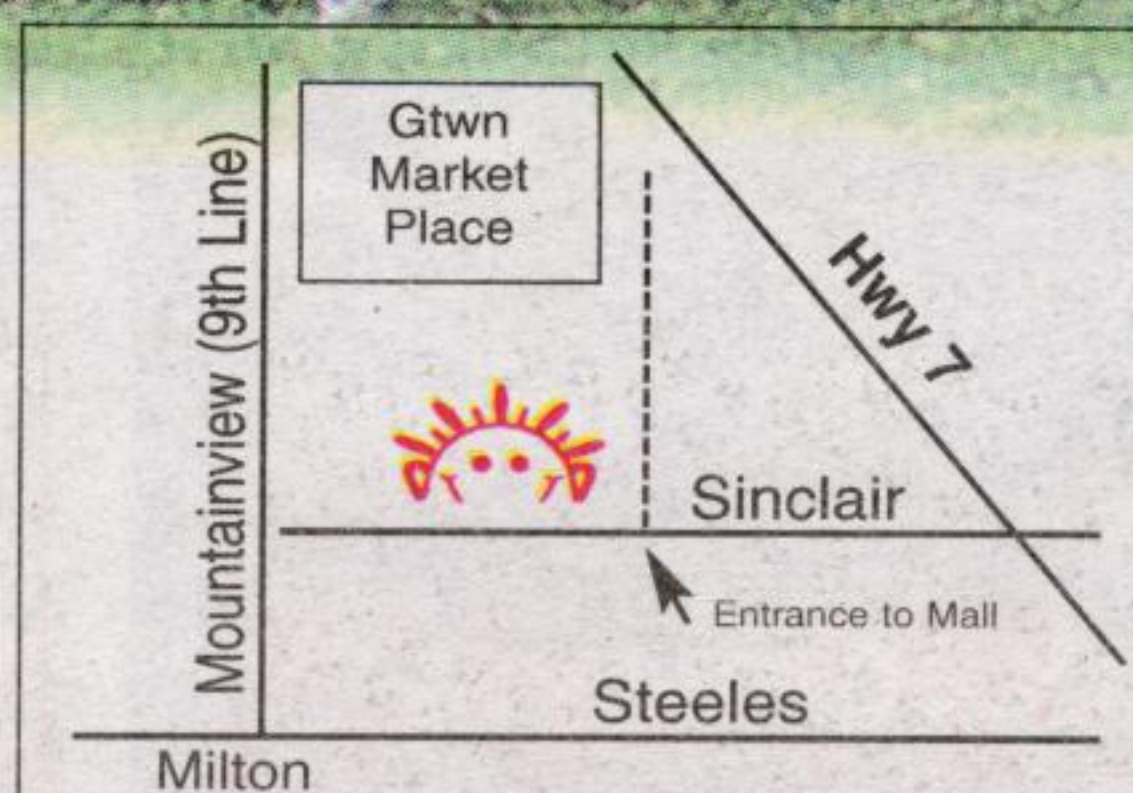 Gtwn
Market
Place
Mountainview (9th Line)
Hwy 7
Sinclair
Entrance to Mall
Steeles
Milton